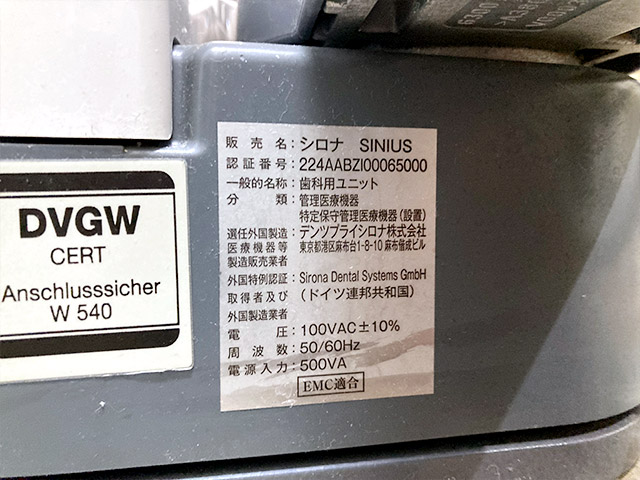 DVGW
CERT
Anschlusssicher
W 540
販売名：シロナ SINIUS
認証番号：224AABZI00065000
一般的名称：歯科用ユニット
分類：管理医療機器
特定保守管理医療機器（設置）
選任外国製造：デンツプライシロナ株式会社
医療機器等 東京都港区麻布台1-8-10 麻布偕成ビル
製造販売業者
外国特例認証：Sirona Dental Systems GmbH
取得者及び（ドイツ連邦共和国）
外国製造業者
電圧：100VAC±10%
周波数：50/60Hz
電源入力：500VA
EMC適合